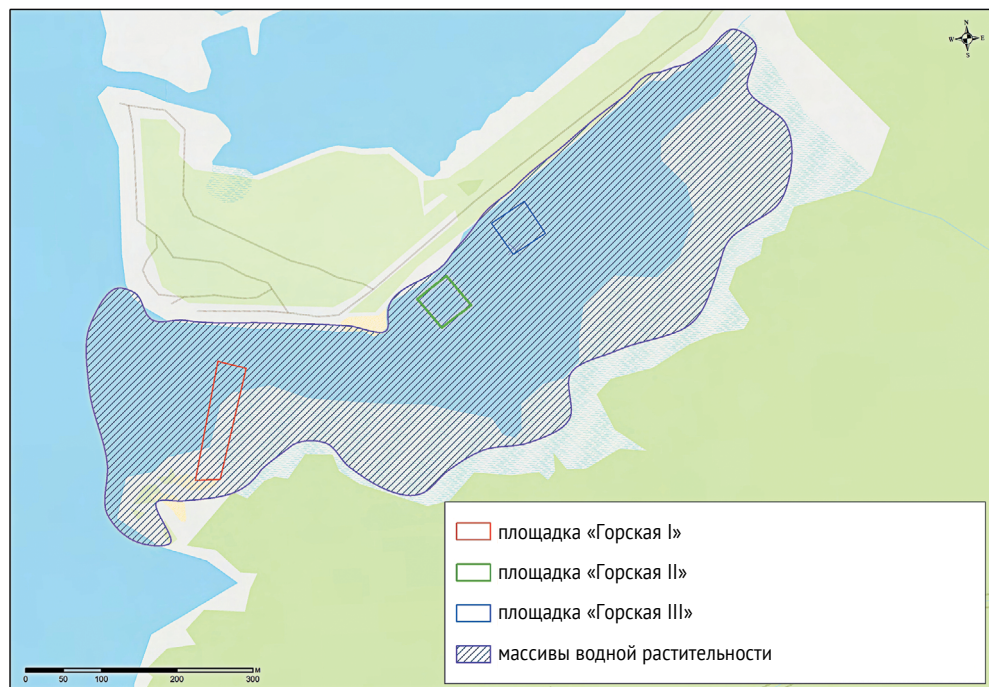 N
W E
S
площадка «Горская I»
площадка «Горская II»
площадка «Горская III»
массивы водной растительности
M
0 50 100 200 300